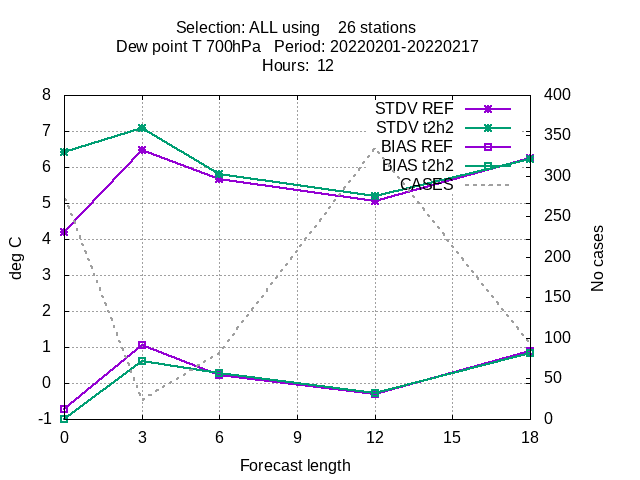 Selection: ALL using    26 stations
Dew point T 700hPa   Period: 20220201-20220217
Hours:  12
8
7
6
5
4
3
2
1
0
-1
400
350
300
250
200
150
100
50
0
STDV REF
STDV t2h2
BIAS REF
BIAS t2h2
CASES
deg C
No cases
0 3 6 9 12 15 18
Forecast length